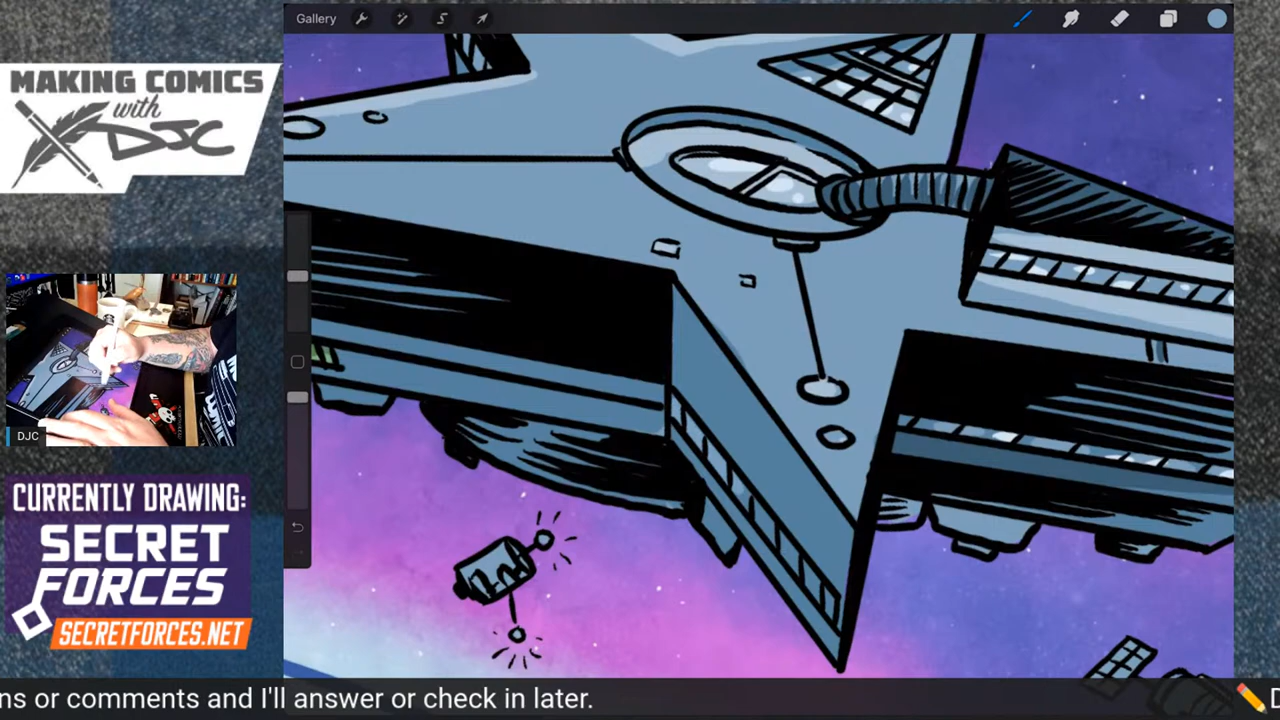 Gallery
MAKING COMICS
with
DJC
DJC
CURRENTLY DRAWING:
SECRET
FORCES
SECRETFORCES.NET
ns or comments and I'll answer or check in later.
✏️ D